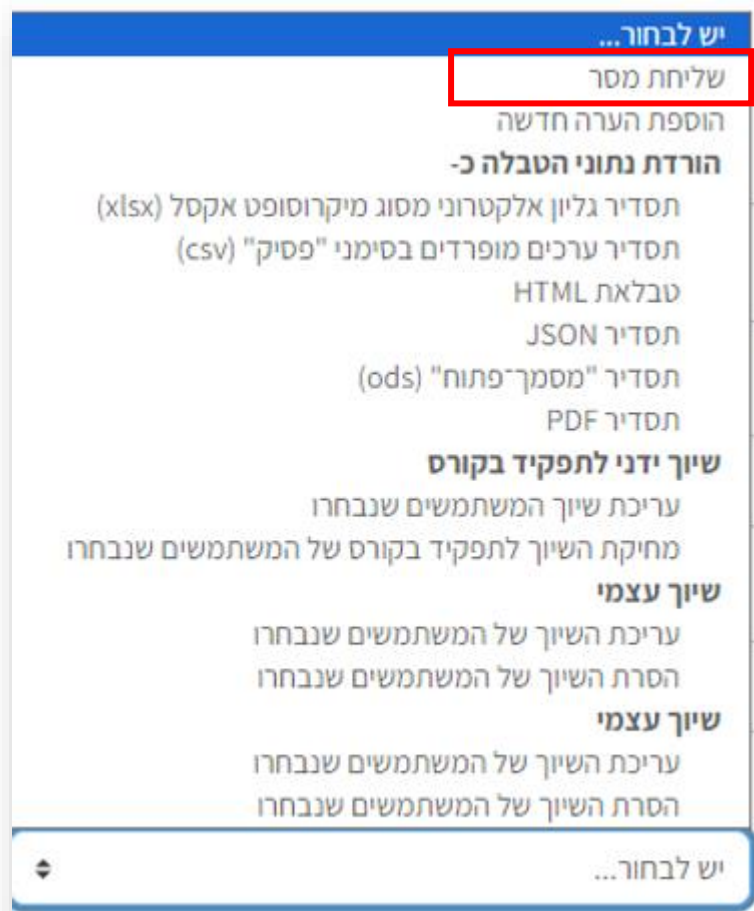 יש לבחור...
שליחת מסר
הוספת הערה חדשה
הורדת נתוני הטבלה כ-
תסדיר גליון אלקטרוני מסוג מיקרוסופט אקסל (xlsx)
תסדיר ערכים מופרדים בסימני "פסיק" (csv)
טבלאת HTML
תסדיר JSON
תסדיר "מסמך־פתוח" (ods)
תסדיר PDF
שיוך ידני לתפקיד בקורס
עריכת שיוך המשתמשים שנבחרו
מחיקת השיוך לתפקיד בקורס של המשתמשים שנבחרו
שיוך עצמי
עריכת השיוך של המשתמשים שנבחרו
הסרת השיוך של המשתמשים שנבחרו
שיוך עצמי
עריכת השיוך של המשתמשים שנבחרו
הסרת השיוך של המשתמשים שנבחרו
יש לבחור...